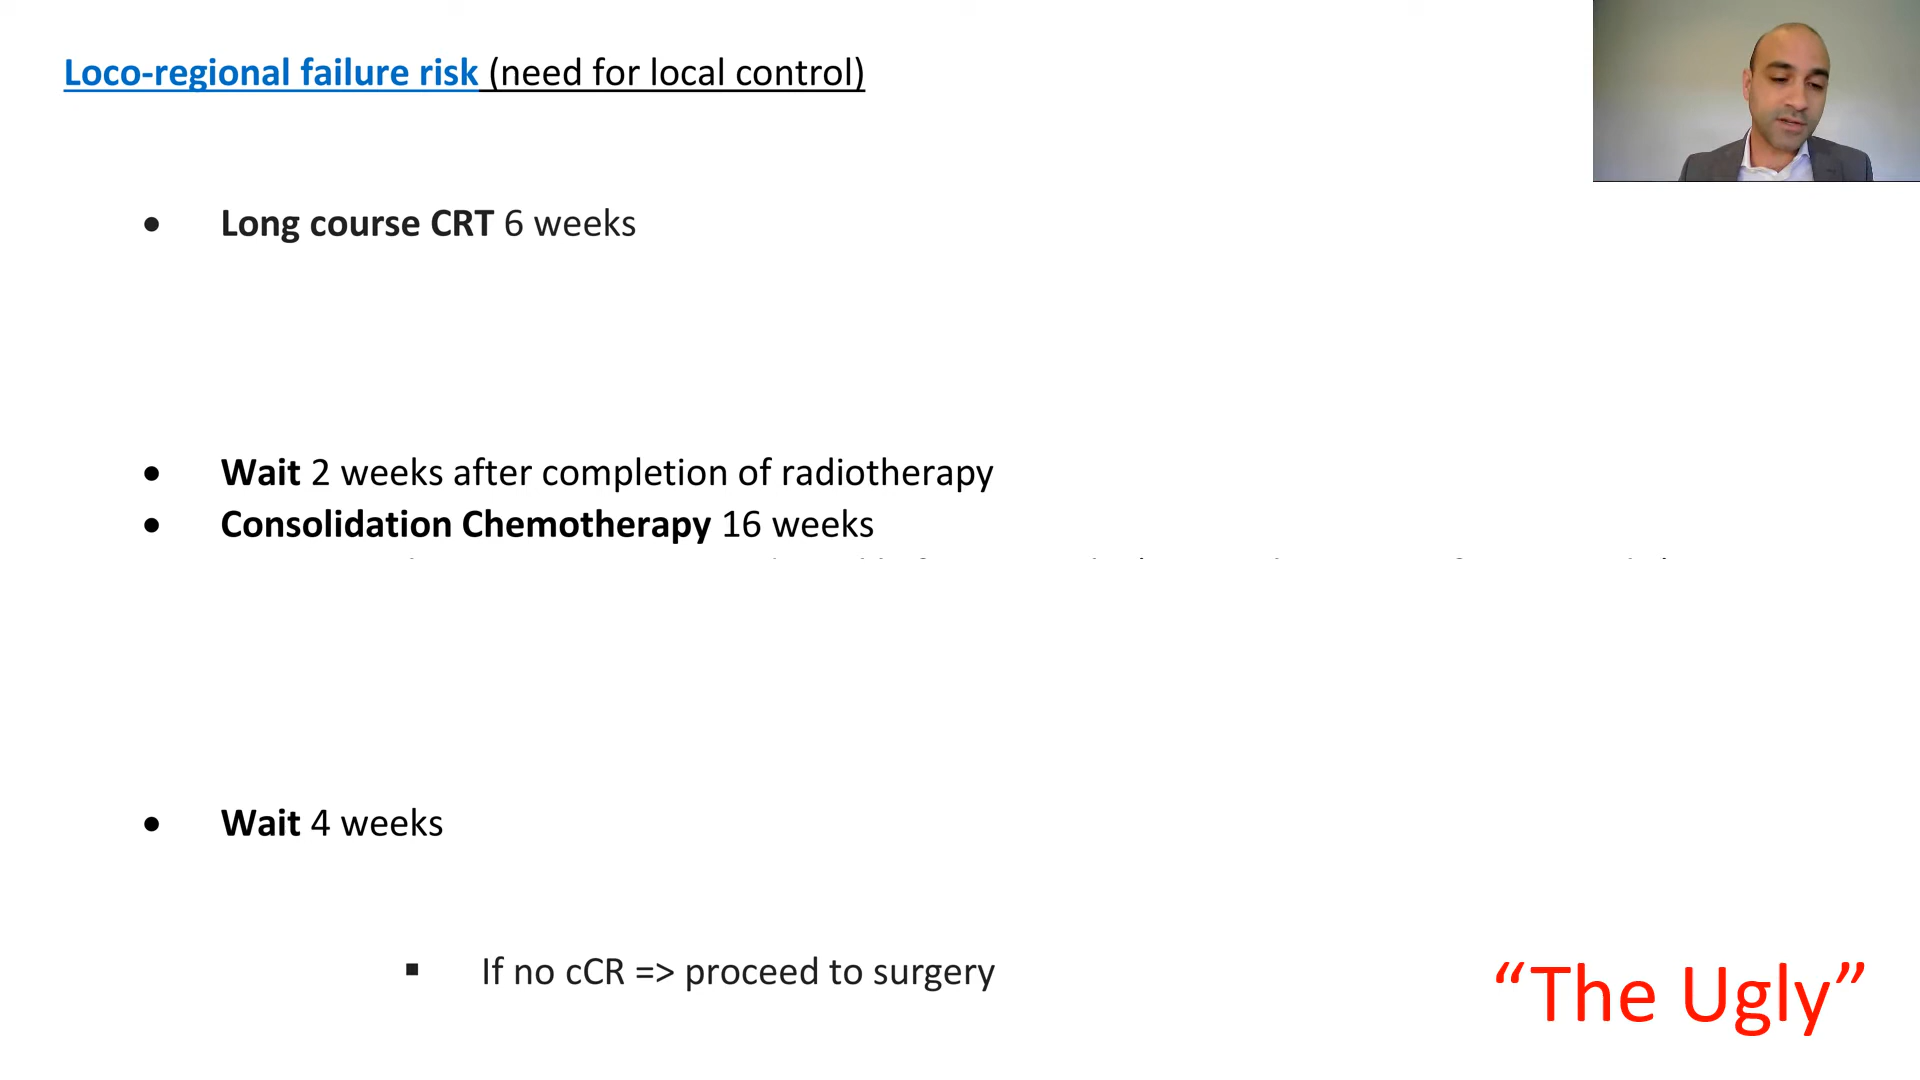 Loco-regional failure risk (need for local control)
• Long course CRT 6 weeks
• Wait 2 weeks after completion of radiotherapy
• Consolidation Chemotherapy 16 weeks
• Wait 4 weeks
▪ If no cCR => proceed to surgery
“The Ugly”